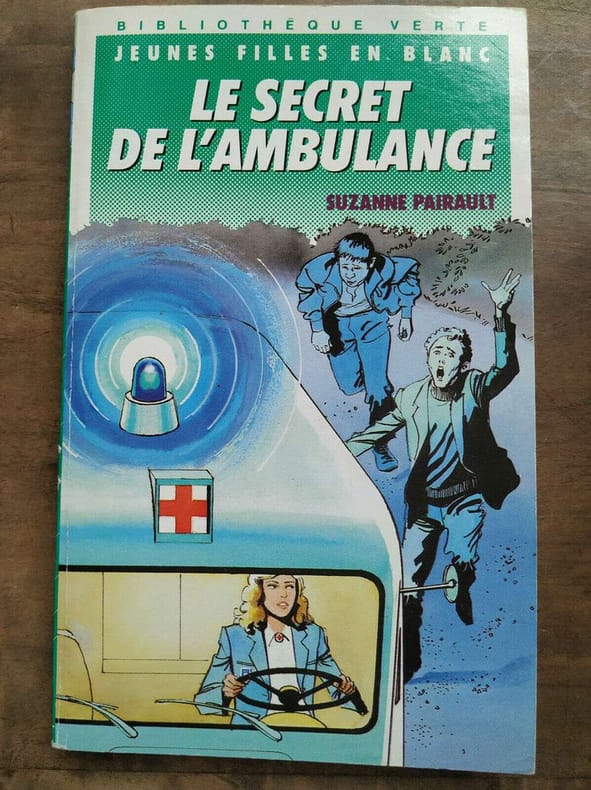 BIBLIOTHÈQUE VERTE
JEUNES FILLES EN BLANC
LE SECRET
DE L'AMBULANCE
SUZANNE PAIRAULT